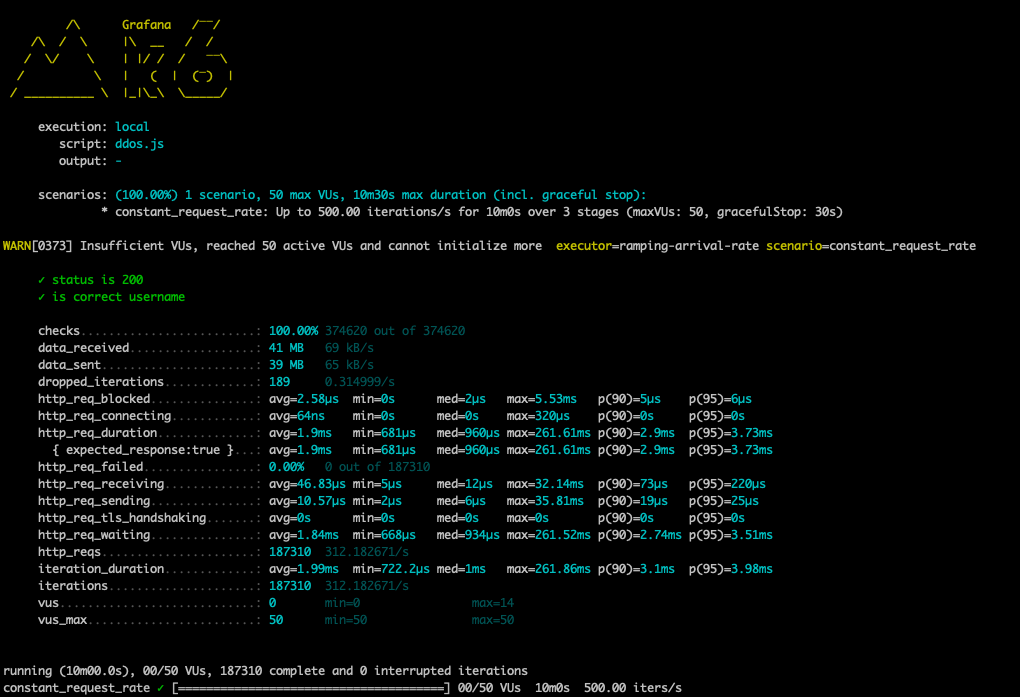 Grafana
execution: local
script: ddos.js
output: -
scenarios: (100.00%) 1 scenario, 50 max VUs, 10m30s max duration (incl. graceful stop):
* constant_request_rate: Up to 500.00 iterations/s for 10m0s over 3 stages (maxVUs: 50, gracefulStop: 30s)
WARN[0373] Insufficient VUs, reached 50 active VUs and cannot initialize more  executor=ramping-arrival-rate scenario=constant_request_rate
✓ status is 200
✓ is correct username
checks.........................: 100.00% 374620 out of 374620
data_received..................: 41 MB   69 kB/s
data_sent......................: 39 MB   65 kB/s
dropped_iterations.............: 189     0.314999/s
http_req_blocked...............: avg=2.58µs  min=0s      med=2µs   max=5.53ms   p(90)=5µs    p(95)=6µs
http_req_connecting............: avg=64ns    min=0s      med=0s    max=320µs    p(90)=0s     p(95)=0s
http_req_duration..............: avg=1.9ms   min=681µs   med=960µs max=261.61ms p(90)=2.9ms  p(95)=3.73ms
{ expected_response:true }...: avg=1.9ms   min=681µs   med=960µs max=261.61ms p(90)=2.9ms  p(95)=3.73ms
http_req_failed................: 0.00%   0 out of 187310
http_req_receiving.............: avg=46.83µs min=5µs     med=12µs  max=32.14ms  p(90)=73µs   p(95)=220µs
http_req_sending...............: avg=10.57µs min=2µs     med=6µs   max=35.81ms  p(90)=19µs   p(95)=25µs
http_req_tls_handshaking.......: avg=0s      min=0s      med=0s    max=0s       p(90)=0s     p(95)=0s
http_req_waiting...............: avg=1.84ms  min=668µs   med=934µs max=261.52ms p(90)=2.74ms p(95)=3.51ms
http_reqs......................: 187310  312.182671/s
iteration_duration.............: avg=1.99ms  min=722.2µs med=1ms   max=261.86ms p(90)=3.1ms  p(95)=3.98ms
iterations.....................: 187310  312.182671/s
vus............................: 0       min=0                max=14
vus_max........................: 50      min=50               max=50
running (10m00.0s), 00/50 VUs, 187310 complete and 0 interrupted iterations
constant_request_rate ✓ [======================================] 00/50 VUs  10m0s  500.00 iters/s